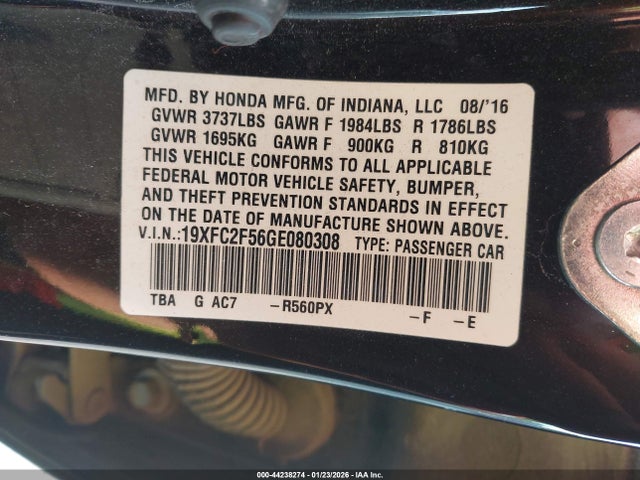 MFD. BY HONDA MFG. OF INDIANA, LLC 08/'16
GVWR 3737LBS GAWR F 1984LBS R 1786LBS
GVWR 1695KG GAWR F 900KG R 810KG
THIS VEHICLE CONFORMS TO ALL APPLICABLE
FEDERAL MOTOR VEHICLE SAFETY, BUMPER,
AND THEFT PREVENTION STANDARDS IN EFFECT
ON THE DATE OF MANUFACTURE SHOWN ABOVE.
V.I.N.:19XFC2F56GE080308 TYPE: PASSENGER CAR
TBA G AC7 -R560PX -F -E
000-44238274 - 01/23/2026 - IAA Inc.